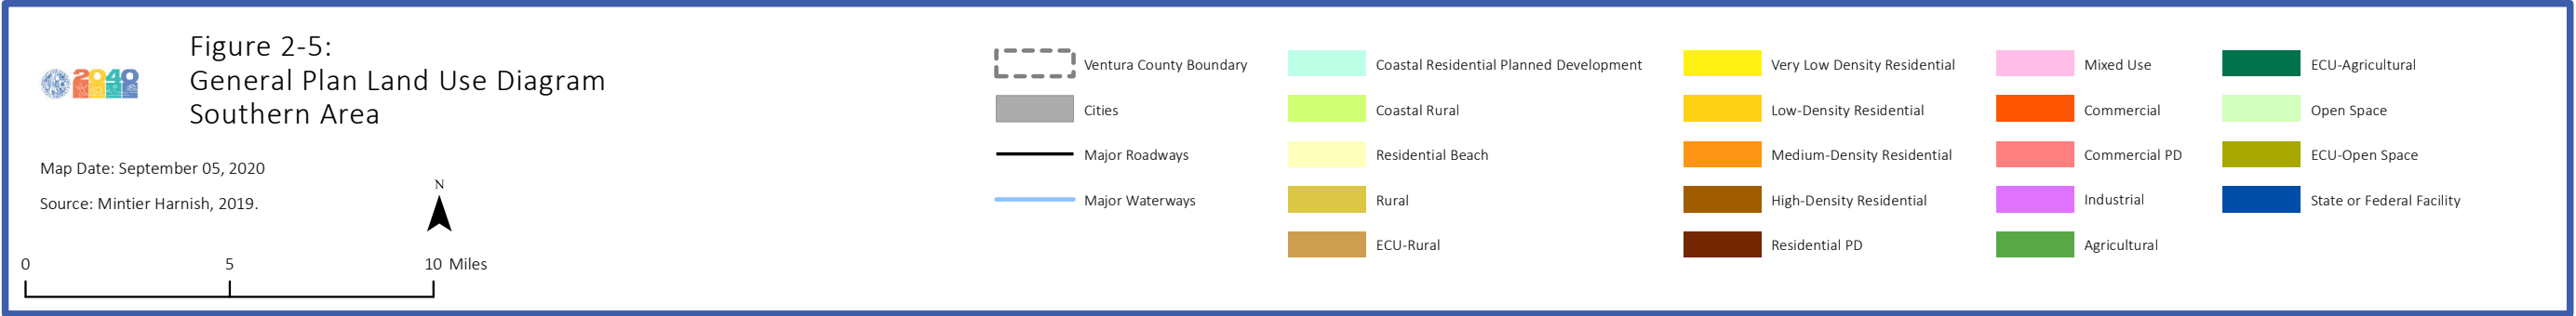 2040
Figure 2-5:
General Plan Land Use Diagram
Southern Area
Map Date: September 05, 2020
Source: Mintier Harnish, 2019.
N
0 5 10 Miles
Ventura County Boundary
Cities
Major Roadways
Major Waterways
Coastal Residential Planned Development
Coastal Rural
Residential Beach
Rural
ECU-Rural
Very Low Density Residential
Low-Density Residential
Medium-Density Residential
High-Density Residential
Residential PD
Mixed Use
Commercial
Commercial PD
Industrial
Agricultural
ECU-Agricultural
Open Space
ECU-Open Space
State or Federal Facility